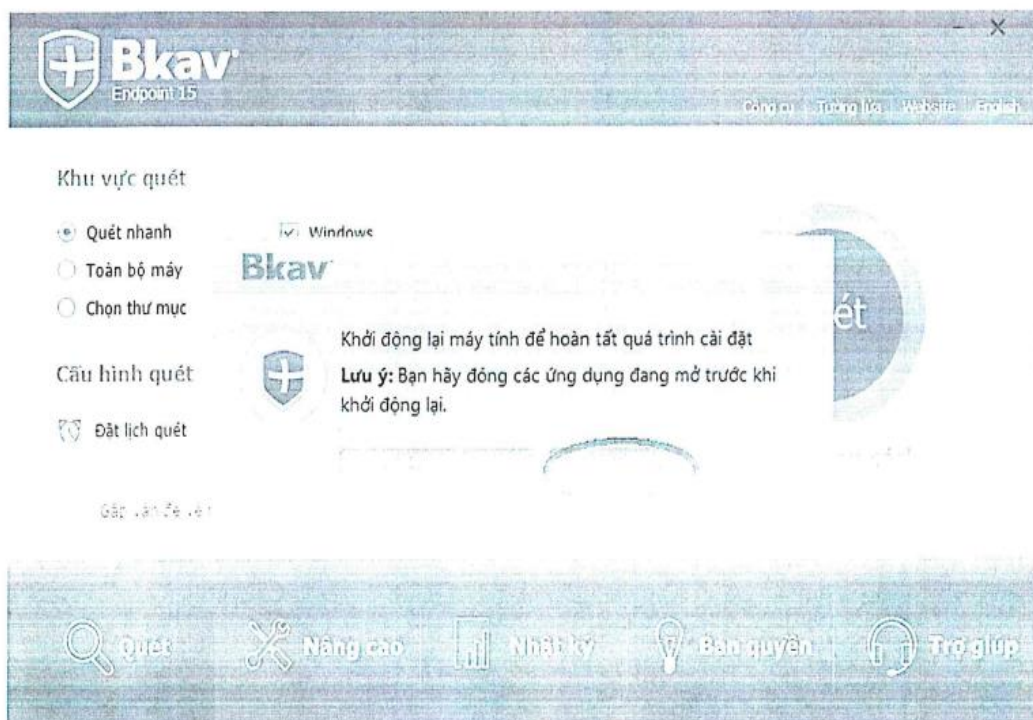 Bkav
Endpoint 15
Công cụ Tường lửa Website English
Khu vực quét
Quét nhanh
Windows
Toàn bộ máy
Chọn thư mục
Bkav
Khởi động lại máy tính để hoàn tất quá trình cài đặt
Lưu ý: Bạn hãy đóng các ứng dụng đang mở trước khi
khởi động lại.
ét
Cấu hình quét
Đặt lịch quét
Quét
Nâng cao
Nhật ký
Bản quyền
Trợ giúp